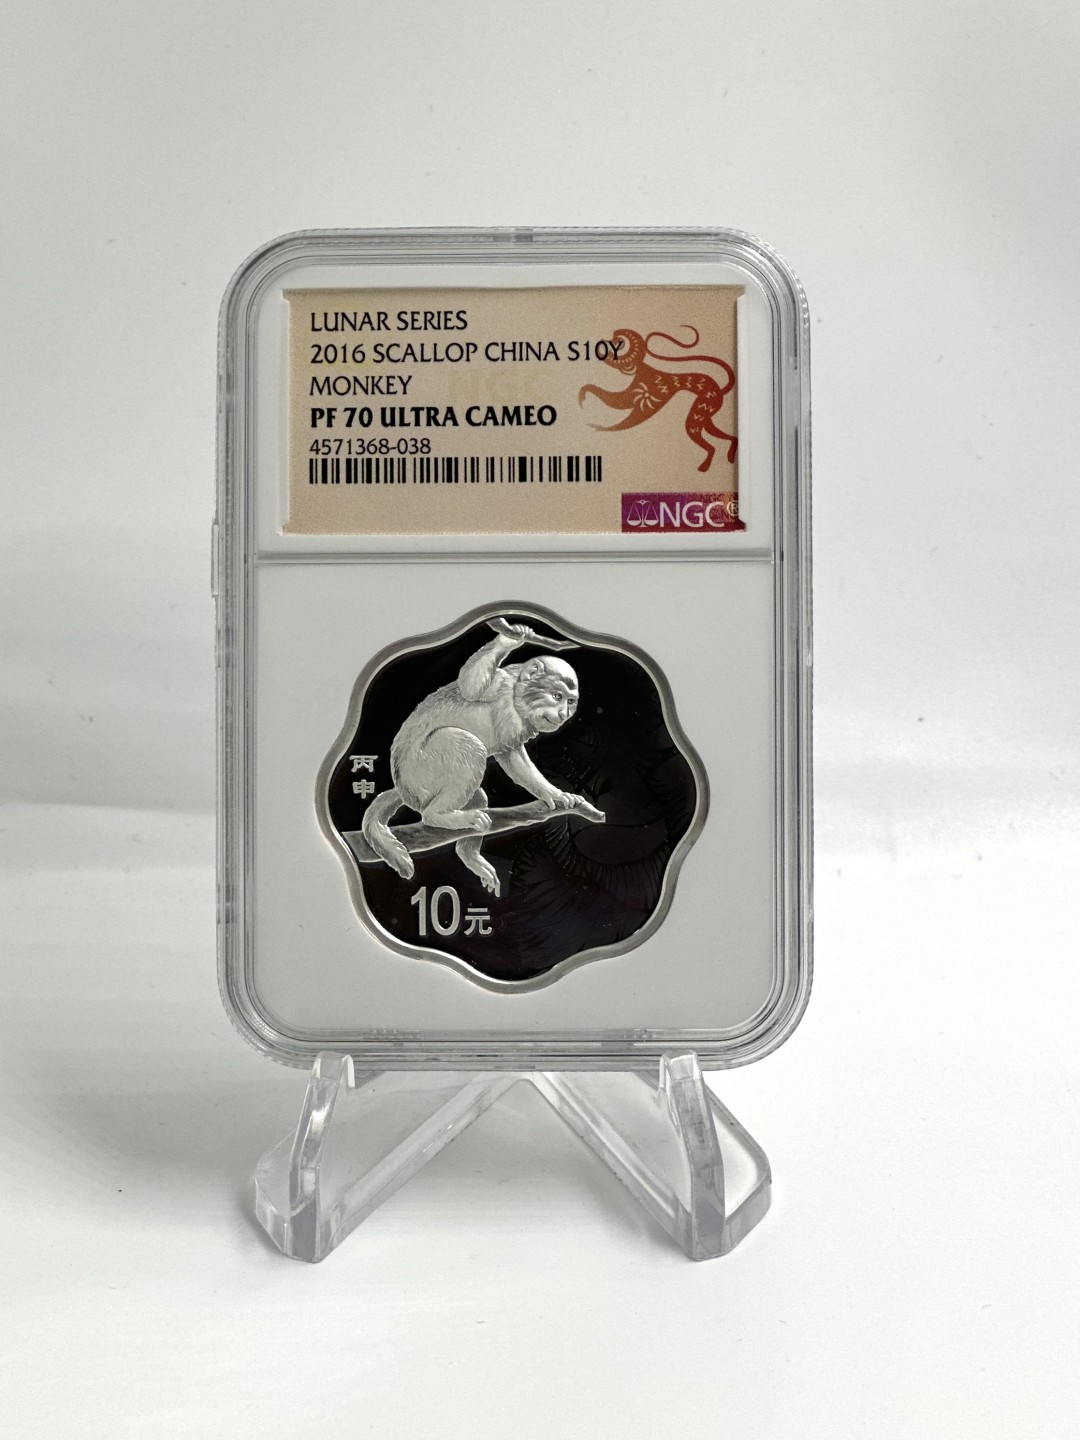 LUNAR SERIES
2016 SCALLOP CHINA S10Y
MONKEY
PF 70 ULTRA CAMEO
4571368-038
NGC®
丙
申
10元